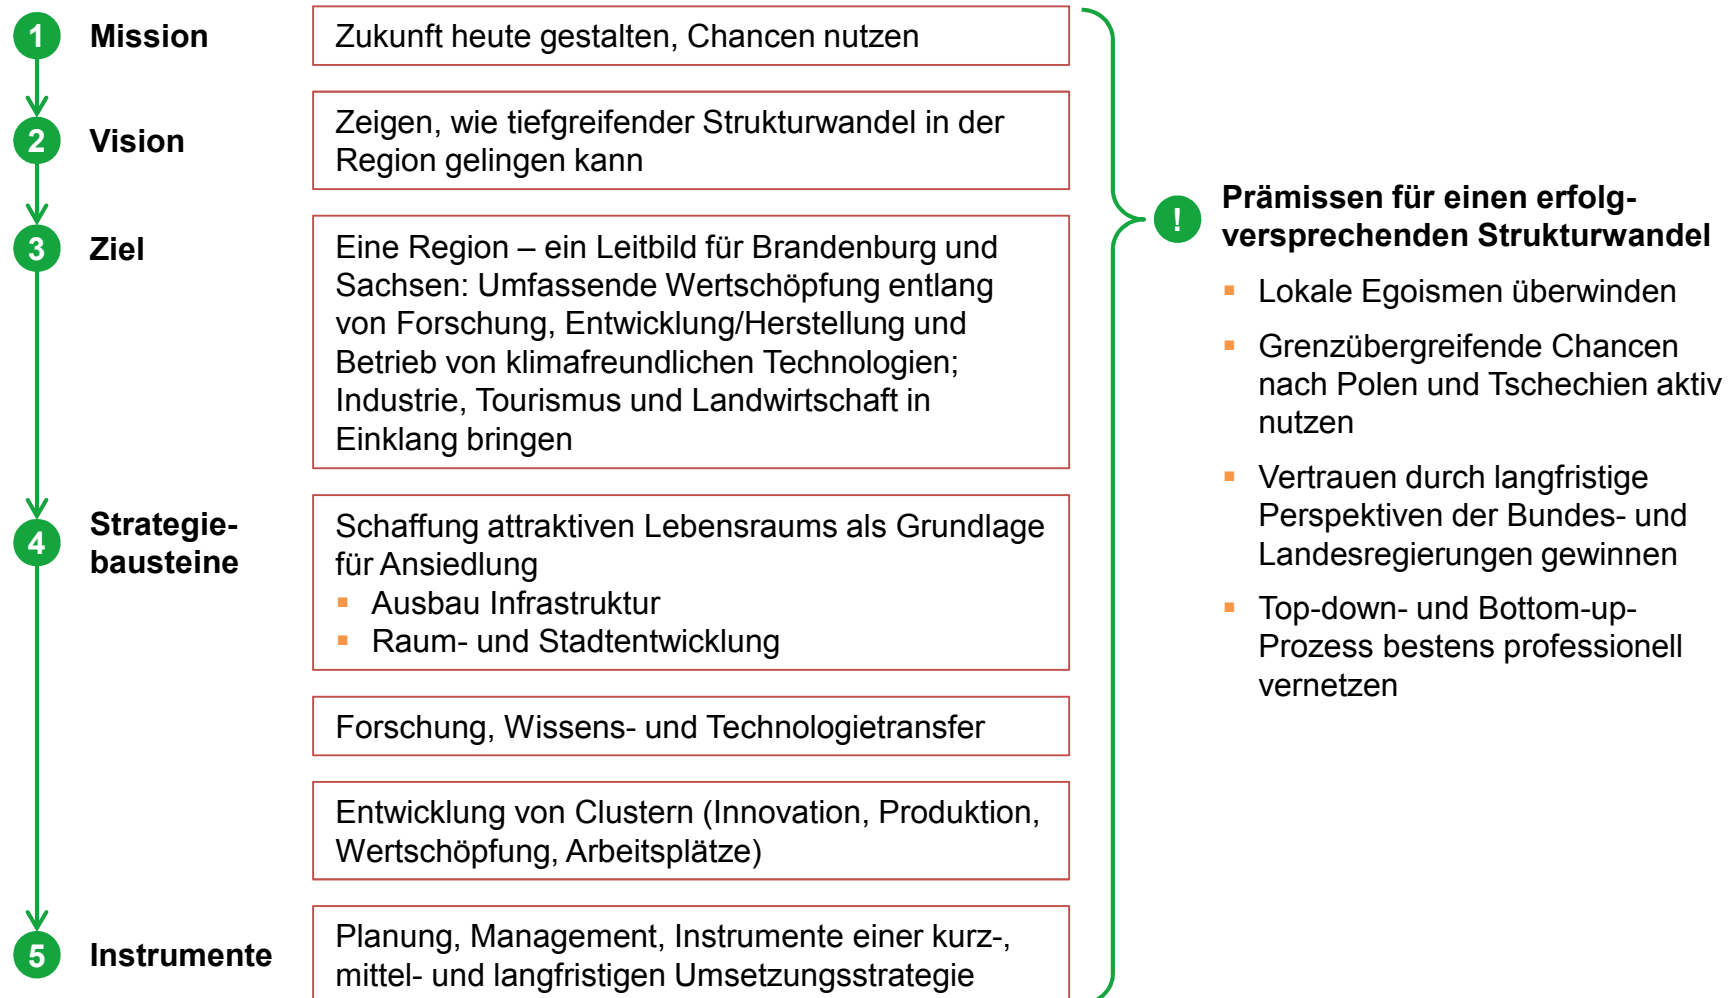 1 Mission
Zukunft heute gestalten, Chancen nutzen
2 Vision
Zeigen, wie tiefgreifender Strukturwandel in der
Region gelingen kann
3 Ziel
Eine Region – ein Leitbild für Brandenburg und
Sachsen: Umfassende Wertschöpfung entlang
von Forschung, Entwicklung/Herstellung und
Betrieb von klimafreundlichen Technologien;
Industrie, Tourismus und Landwirtschaft in
Einklang bringen
4 Strategie-
bausteine
Schaffung attraktiven Lebensraums als Grundlage
für Ansiedlung
▪ Ausbau Infrastruktur
▪ Raum- und Stadtentwicklung
Forschung, Wissens- und Technologietransfer
Entwicklung von Clustern (Innovation, Produktion,
Wertschöpfung, Arbeitsplätze)
5 Instrumente
Planung, Management, Instrumente einer kurz-,
mittel- und langfristigen Umsetzungsstrategie
! Prämissen für einen erfolg-
versprechenden Strukturwandel
▪ Lokale Egoismen überwinden
▪ Grenzübergreifende Chancen
nach Polen und Tschechien aktiv
nutzen
▪ Vertrauen durch langfristige
Perspektiven der Bundes- und
Landesregierungen gewinnen
▪ Top-down- und Bottom-up-
Prozess bestens professionell
vernetzen